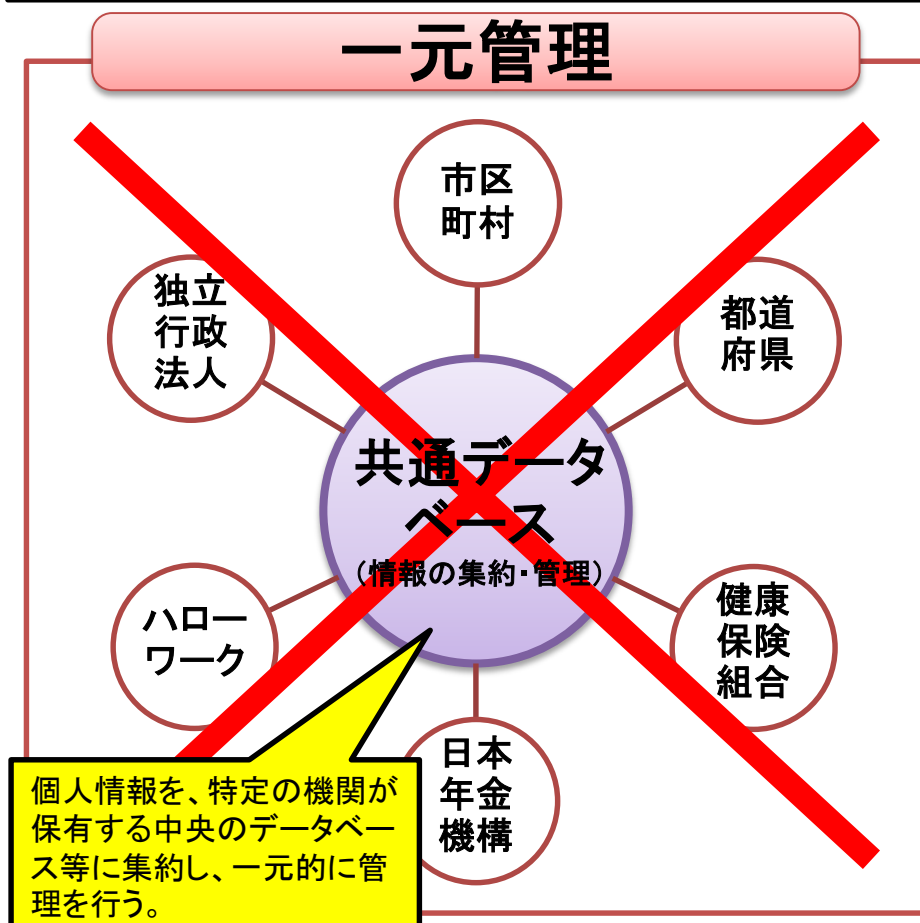 一元管理
市区
町村
独立
行政
法人
都道
府県
共通データ
ベース
（情報の集約・管理）
ハロー
ワーク
健康
保険
組合
日本
年金
機構
個人情報を、特定の機関が
保有する中央のデータベー
ス等に集約し、一元的に管
理を行う。